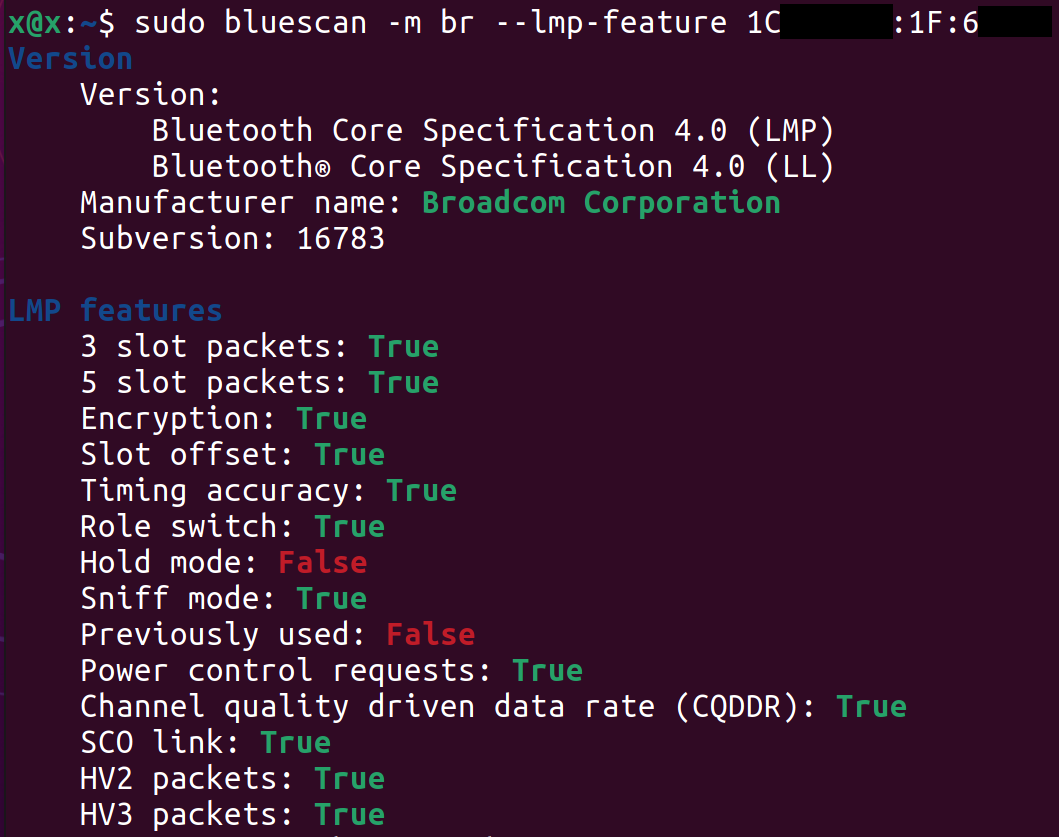 x@x:~$ sudo bluescan -m br --lmp-feature 1C :1F:6
Version
Version:
Bluetooth Core Specification 4.0 (LMP)
Bluetooth® Core Specification 4.0 (LL)
Manufacturer name: Broadcom Corporation
Subversion: 16783
LMP features
3 slot packets: True
5 slot packets: True
Encryption: True
Slot offset: True
Timing accuracy: True
Role switch: True
Hold mode: False
Sniff mode: True
Previously used: False
Power control requests: True
Channel quality driven data rate (CQDDR): True
SCO link: True
HV2 packets: True
HV3 packets: True